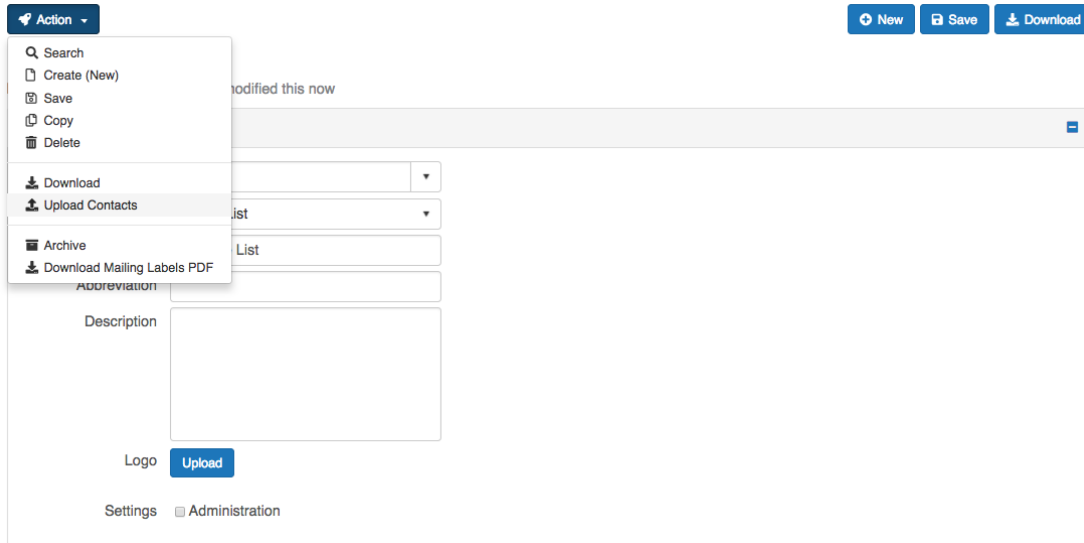 Action
New Save Download
Search
Create (New)
modified this now
Save
Copy
Delete
Download
Upload Contacts
List
Archive
List
Download Mailing Labels PDF
Abbreviation
Description
Logo Upload
Settings Administration